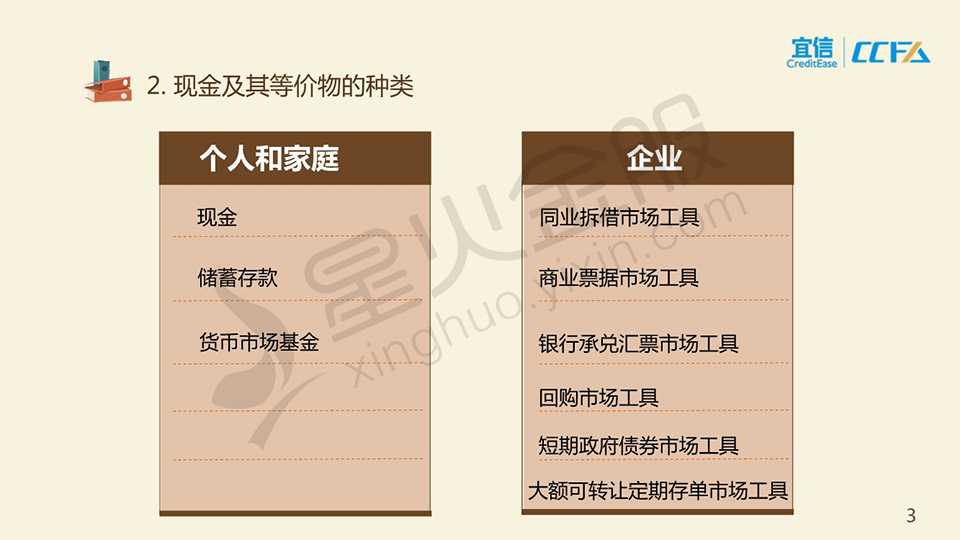 宜信
CreditEase
CCFA
2. 现金及其等价物的种类
个人和家庭
现金
储蓄存款
货币市场基金
企业
同业拆借市场工具
商业票据市场工具
银行承兑汇票市场工具
回购市场工具
短期政府债券市场工具
大额可转让定期存单市场工具
星火金服
xinghuo.yixin.com
3